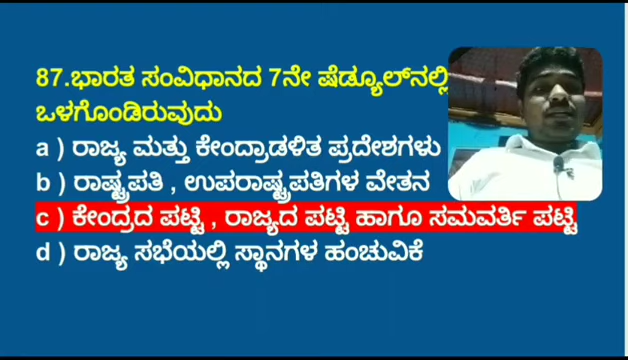 87.ಭಾರತ ಸಂವಿಧಾನದ 7ನೇ ಷೆಡ್ಯೂಲ್‌ನಲ್ಲಿ
ಒಳಗೊಂಡಿರುವುದು
a ) ರಾಜ್ಯ ಮತ್ತು ಕೇಂದ್ರಾಡಳಿತ ಪ್ರದೇಶಗಳು
b ) ರಾಷ್ಟ್ರಪತಿ , ಉಪರಾಷ್ಟ್ರಪತಿಗಳ ವೇತನ
c ) ಕೇಂದ್ರದ ಪಟ್ಟಿ , ರಾಜ್ಯದ ಪಟ್ಟಿ ಹಾಗೂ ಸಮವರ್ತಿ ಪಟ್ಟಿ
d ) ರಾಜ್ಯ ಸಭೆಯಲ್ಲಿ ಸ್ಥಾನಗಳ ಹಂಚುವಿಕೆ